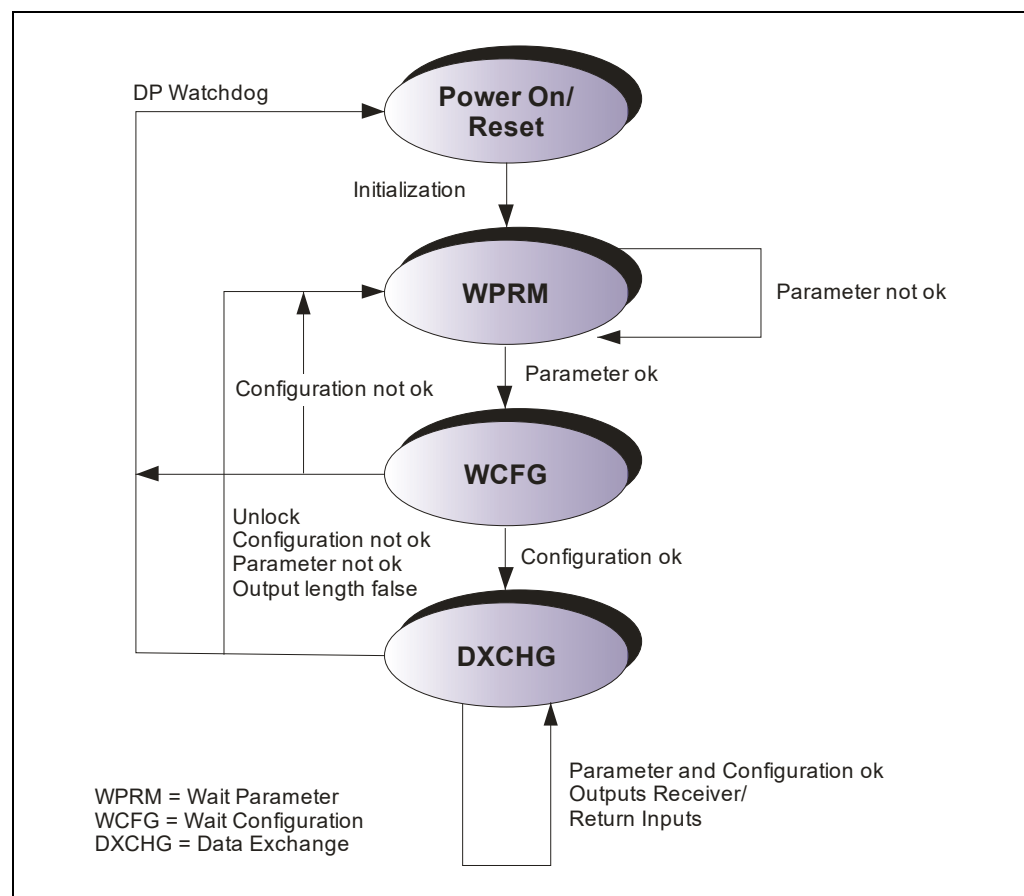 DP Watchdog
Power On/
Reset
Initialization
WPRM
Parameter not ok
Parameter ok
Configuration not ok
WCFG
Unlock
Configuration not ok
Parameter not ok
Output length false
Configuration ok
DXCHG
Parameter and Configuration ok
Outputs Receiver/
Return Inputs
WPRM = Wait Parameter
WCFG = Wait Configuration
DXCHG = Data Exchange